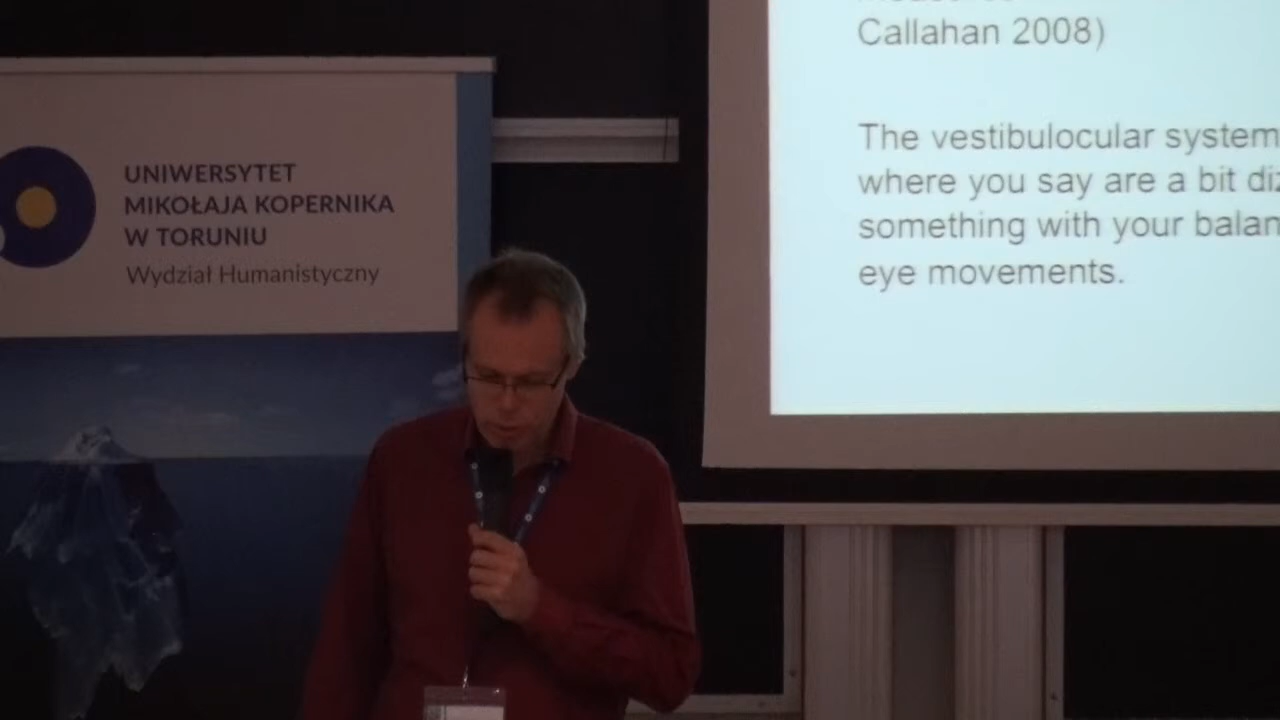 UNIWERSYTET
MIKOŁAJA KOPERNIKA
W TORUNIU
Wydział Humanistyczny
Callahan 2008)
The vestibulocular system
where you say are a bit
something with your
eye movements.